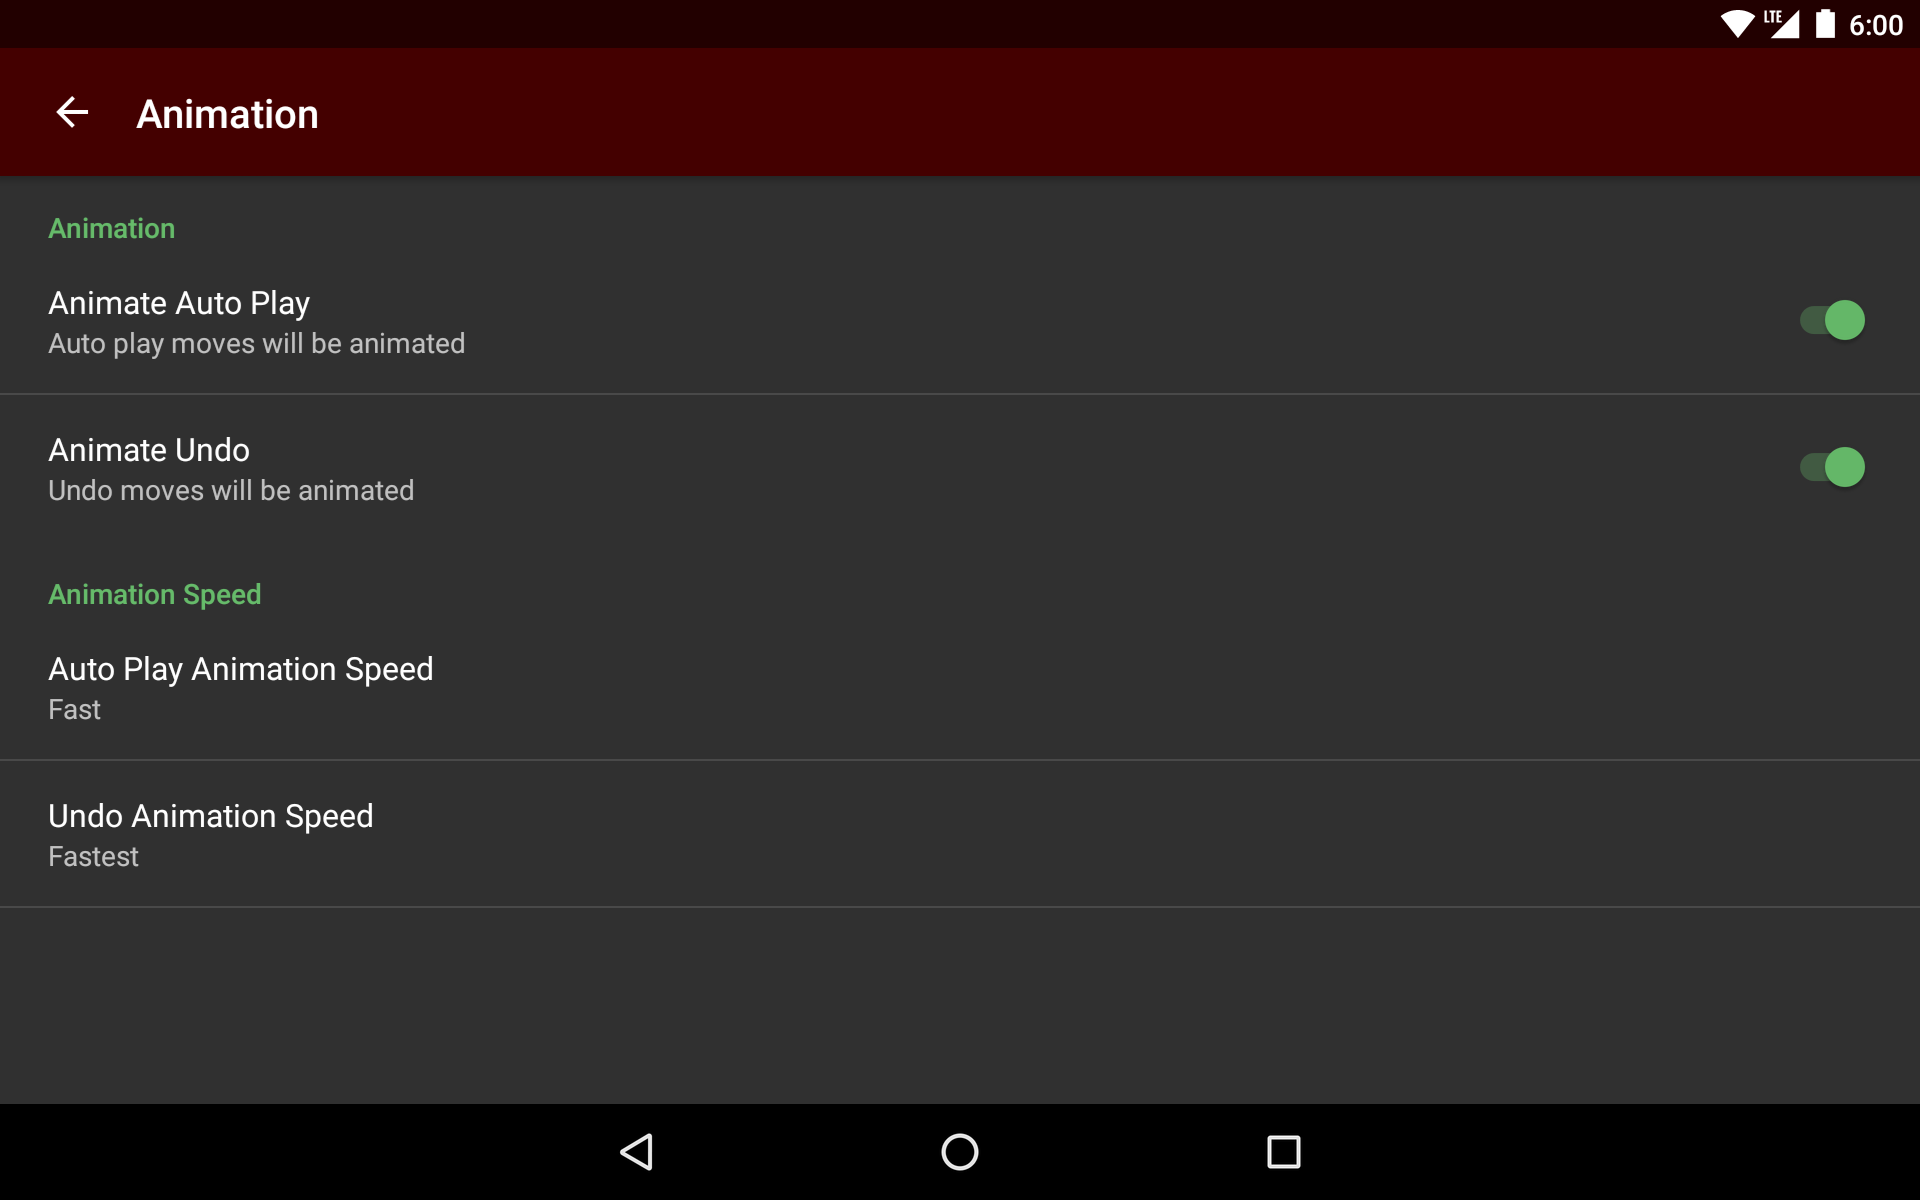 LTE 6:00
Animation
Animation
Animate Auto Play
Auto play moves will be animated
Animate Undo
Undo moves will be animated
Animation Speed
Auto Play Animation Speed
Fast
Undo Animation Speed
Fastest